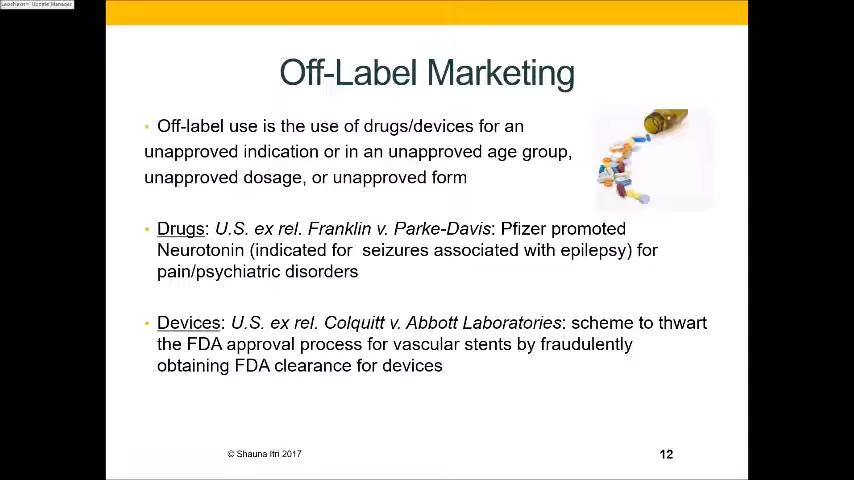 Update Manager
Off-Label Marketing
• Off-label use is the use of drugs/devices for an
unapproved indication or in an unapproved age group,
unapproved dosage, or unapproved form
• Drugs: U.S. ex rel. Franklin v. Parke-Davis: Pfizer promoted
Neurotonin (indicated for seizures associated with epilepsy) for
pain/psychiatric disorders
• Devices: U.S. ex rel. Colquitt v. Abbott Laboratories: scheme to thwart
the FDA approval process for vascular stents by fraudulently
obtaining FDA clearance for devices
© Shauna Itri 2017
12